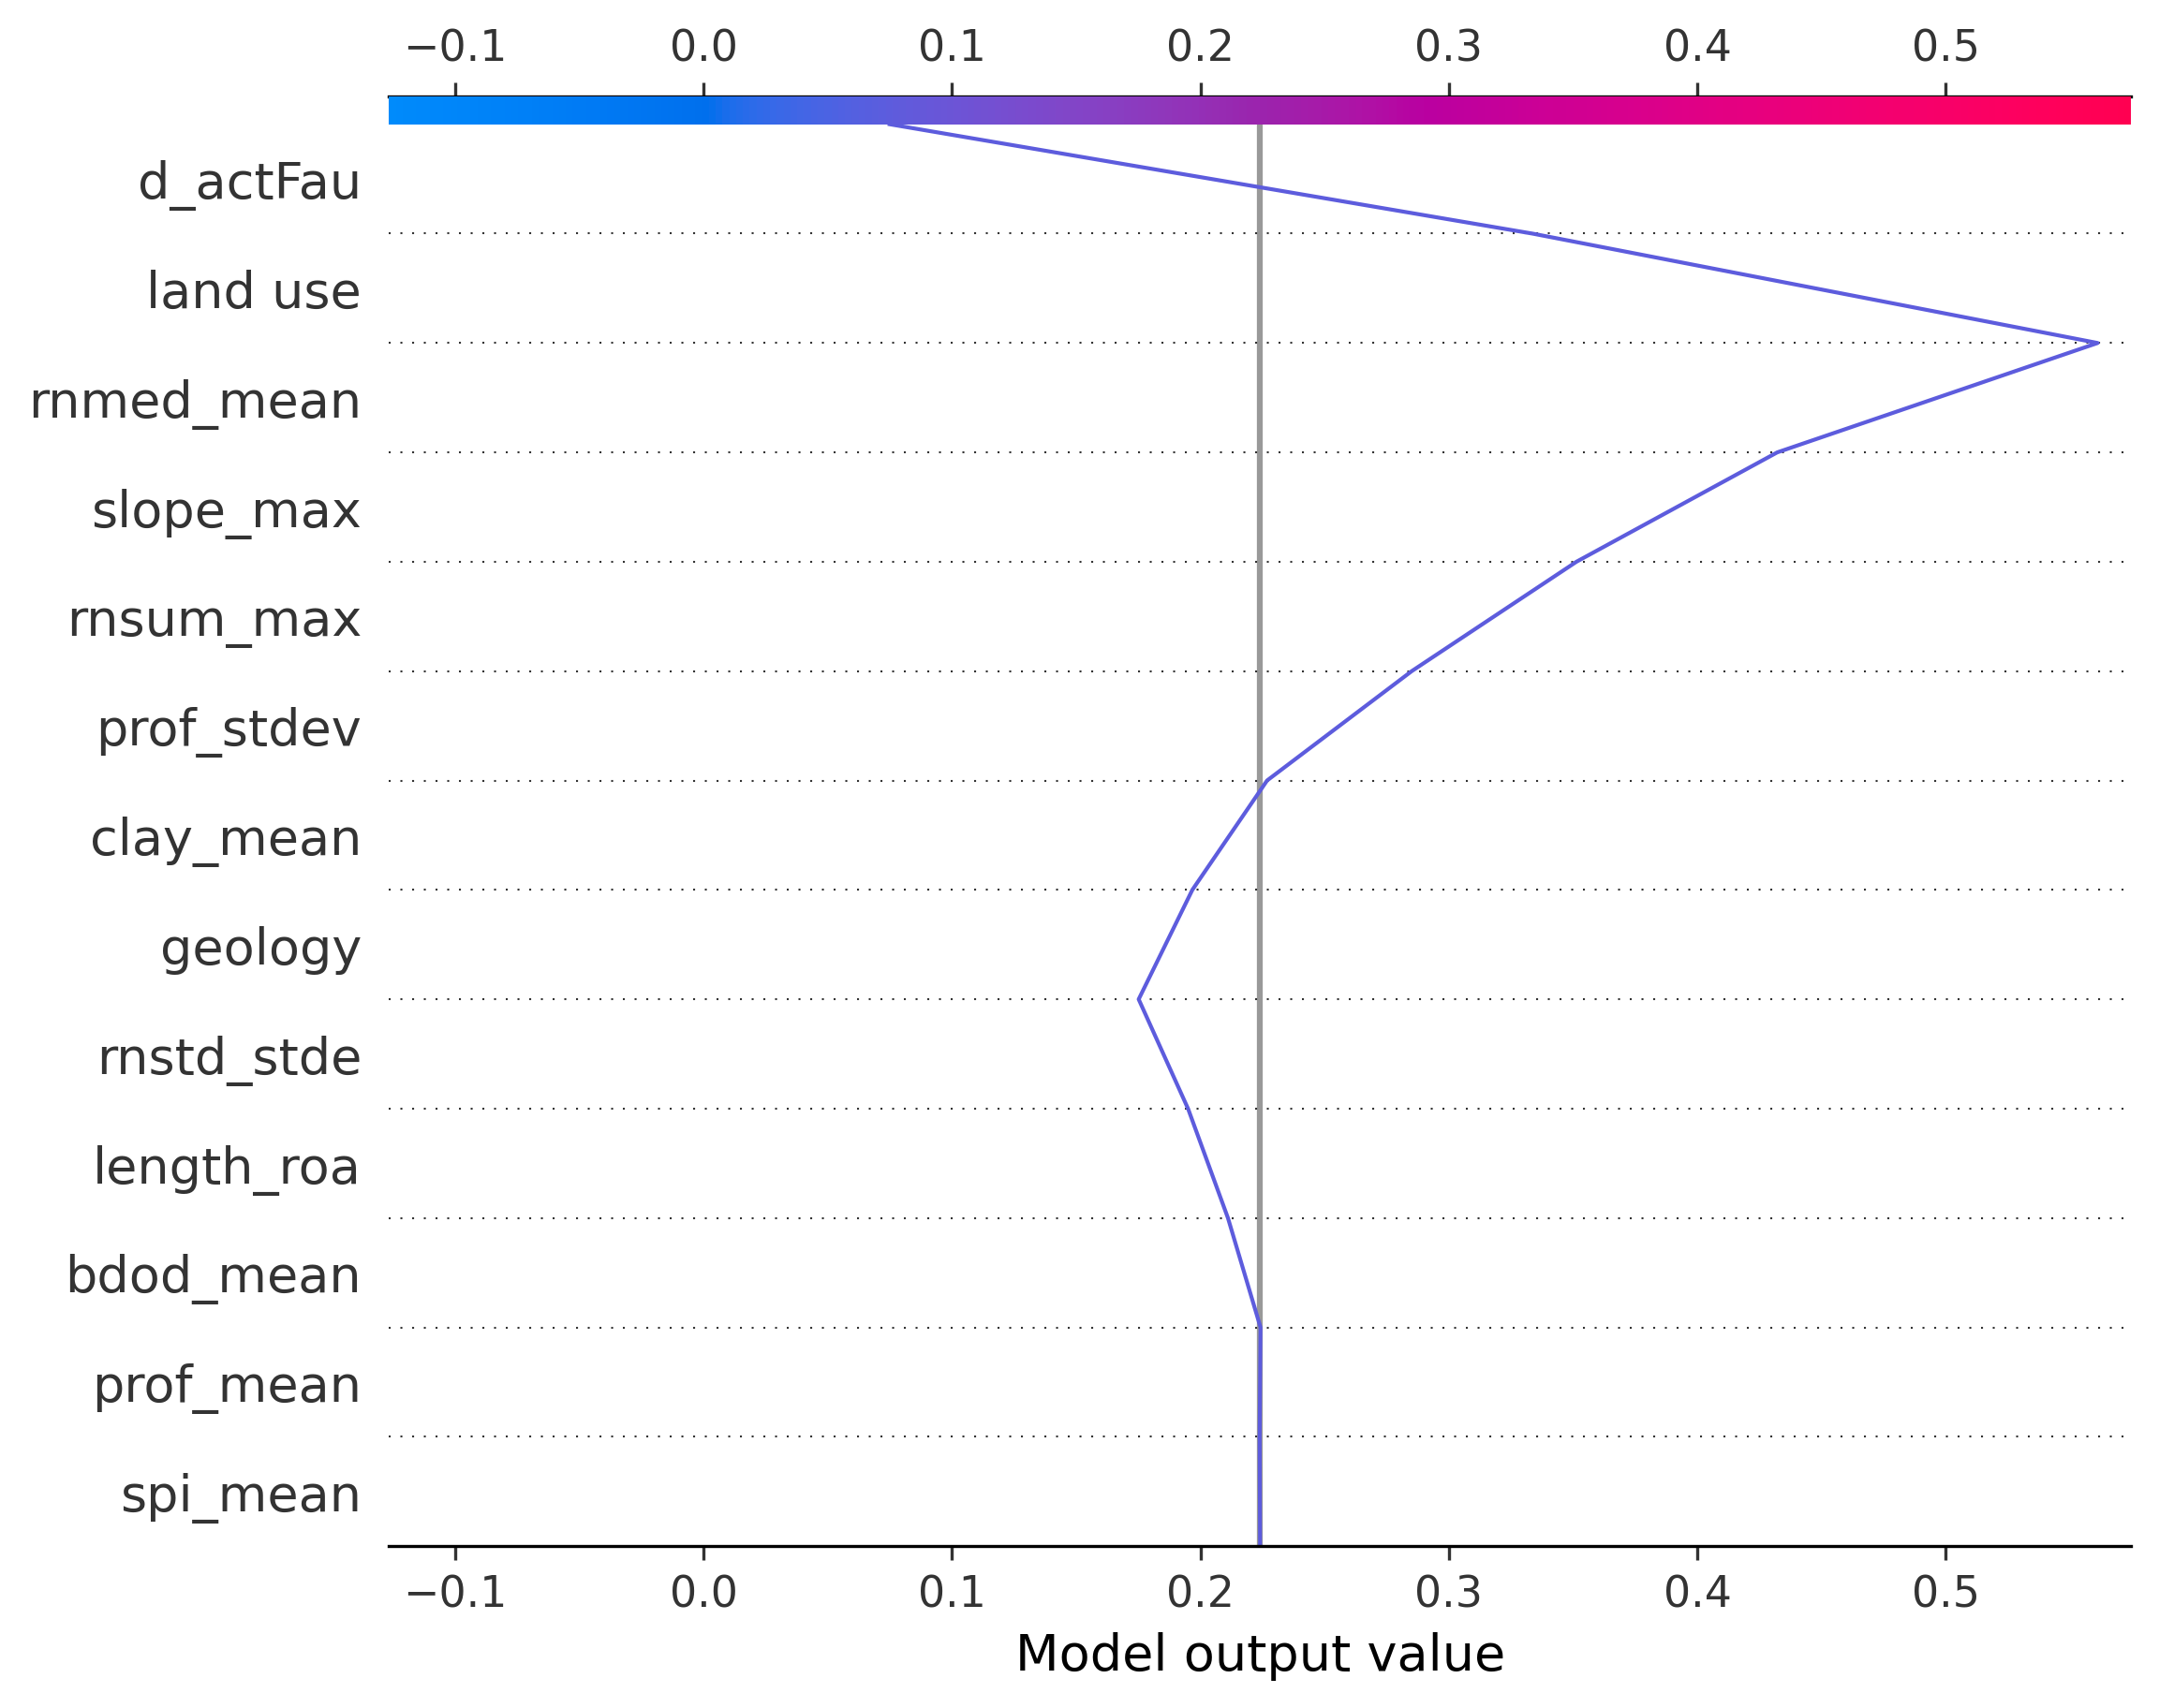 −0.1 0.0 0.1 0.2 0.3 0.4 0.5
d_actFau
land use
rnmed_mean
slope_max
rnsum_max
prof_stdev
clay_mean
geology
rnstd_stde
length_roa
bdod_mean
prof_mean
spi_mean
−0.1 0.0 0.1 0.2 0.3 0.4 0.5
Model output value